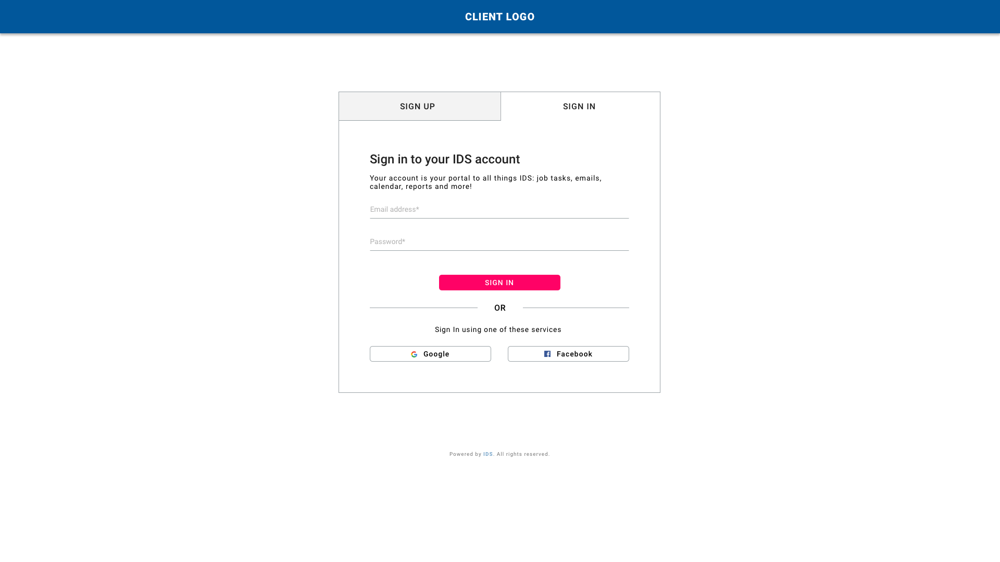 CLIENT LOGO
SIGN UP
SIGN IN
Sign in to your IDS account
Your account is your portal to all things IDS: job tasks, emails,
calendar, reports and more!
Email address*
Password*
SIGN IN
OR
Sign In using one of these services
Google
Facebook
Powered by IDS. All rights reserved.